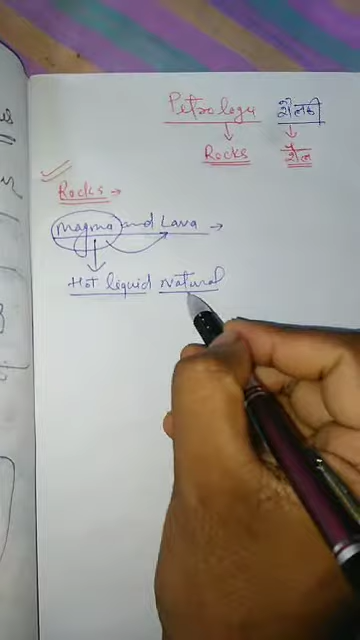 Petrology शैलकी
Rocks शैल
Rocks →
Magma and Lava →
Hot liquid Natural